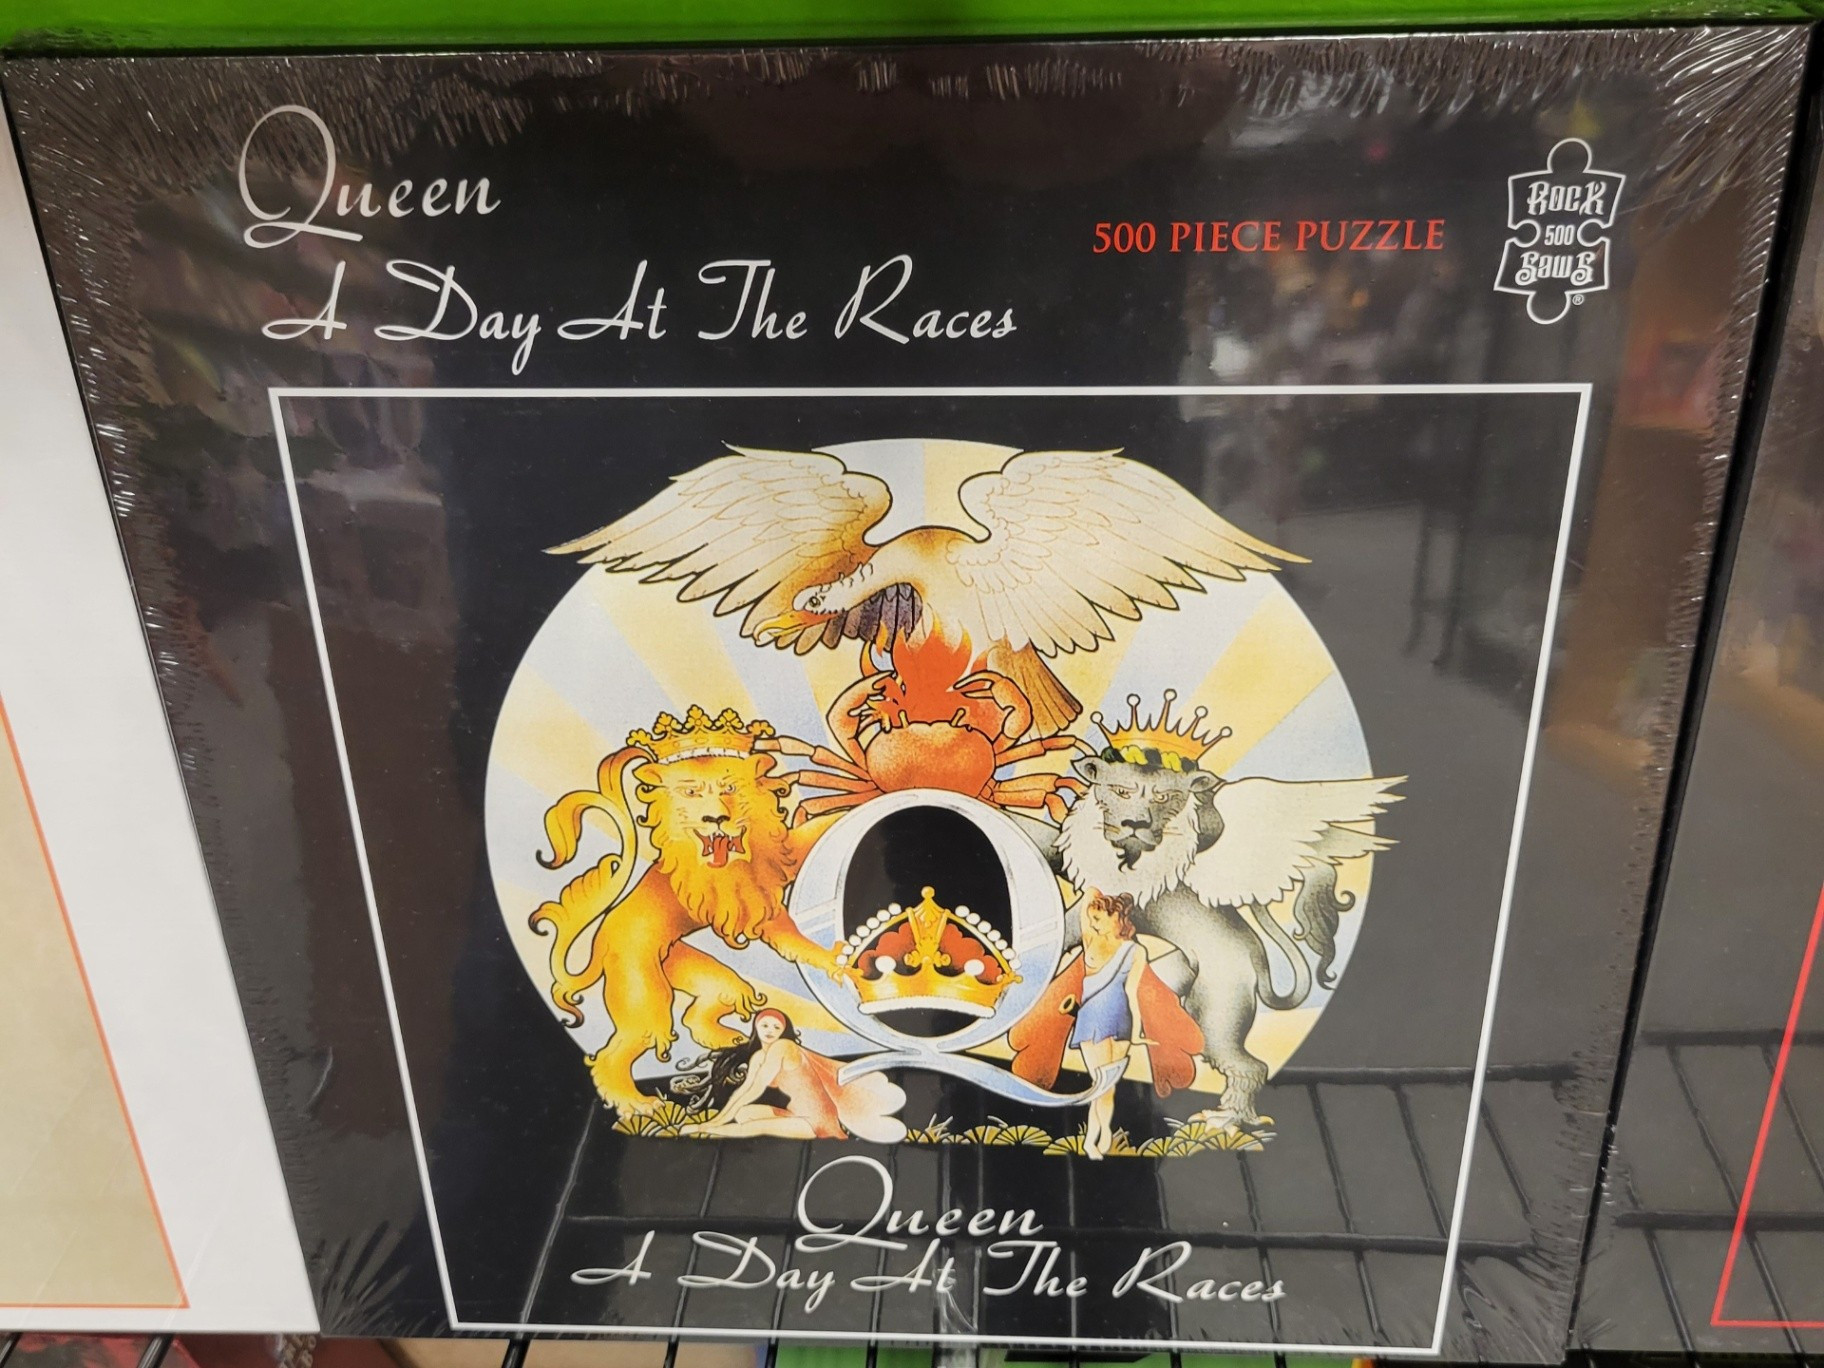 Queen
A Day At The Races
500 PIECE PUZZLE
ROCK
500
SAWS
®
Q
Queen
A Day At The Races